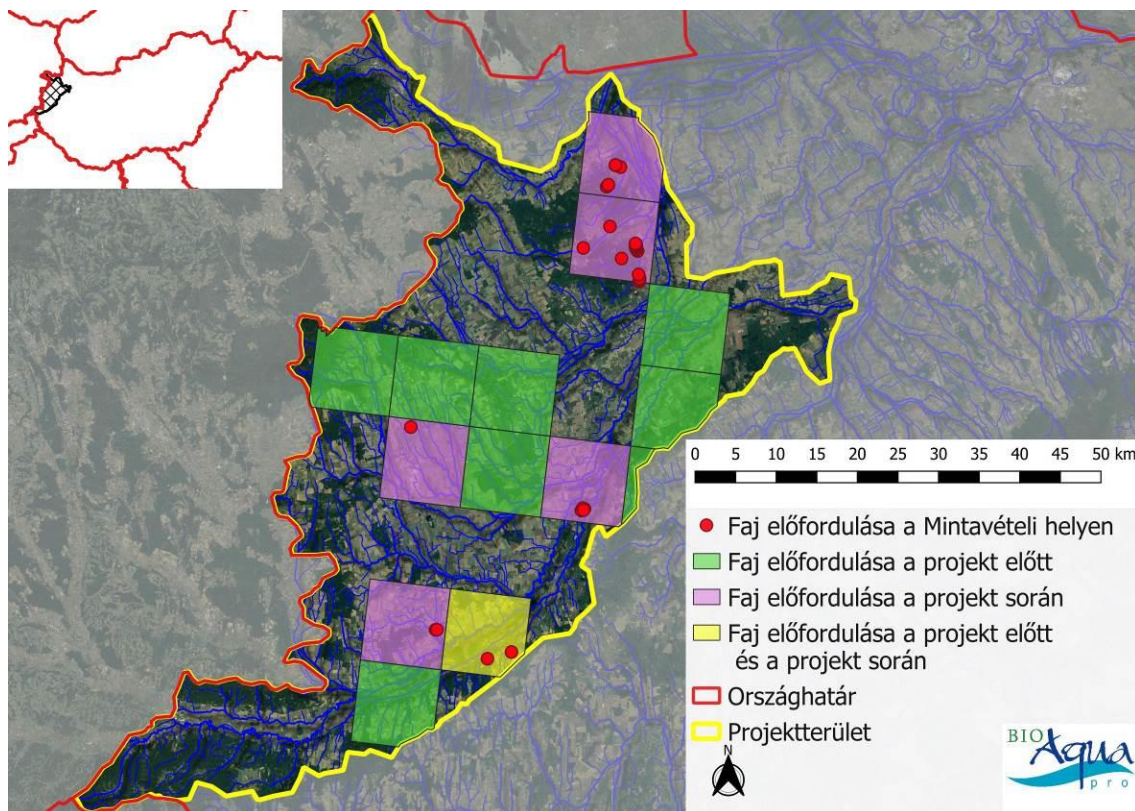 0 5 10 15 20 25 30 35 40 45 50 km
Faj előfordulása a Mintavételi helyen
Faj előfordulása a projekt előtt
Faj előfordulása a projekt során
Faj előfordulása a projekt előtt
és a projekt során
Országhatár
Projektterület
N
BIO
Aqua
pro